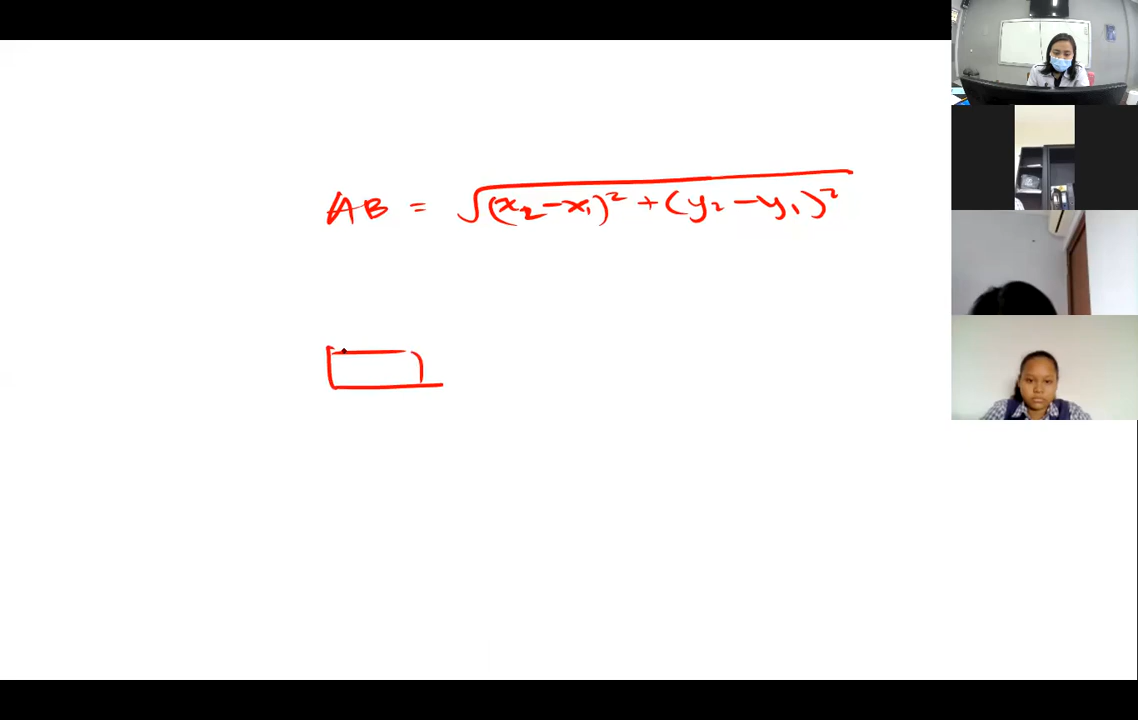 AB = √(x₂-x₁)² + (y₂-y₁)²